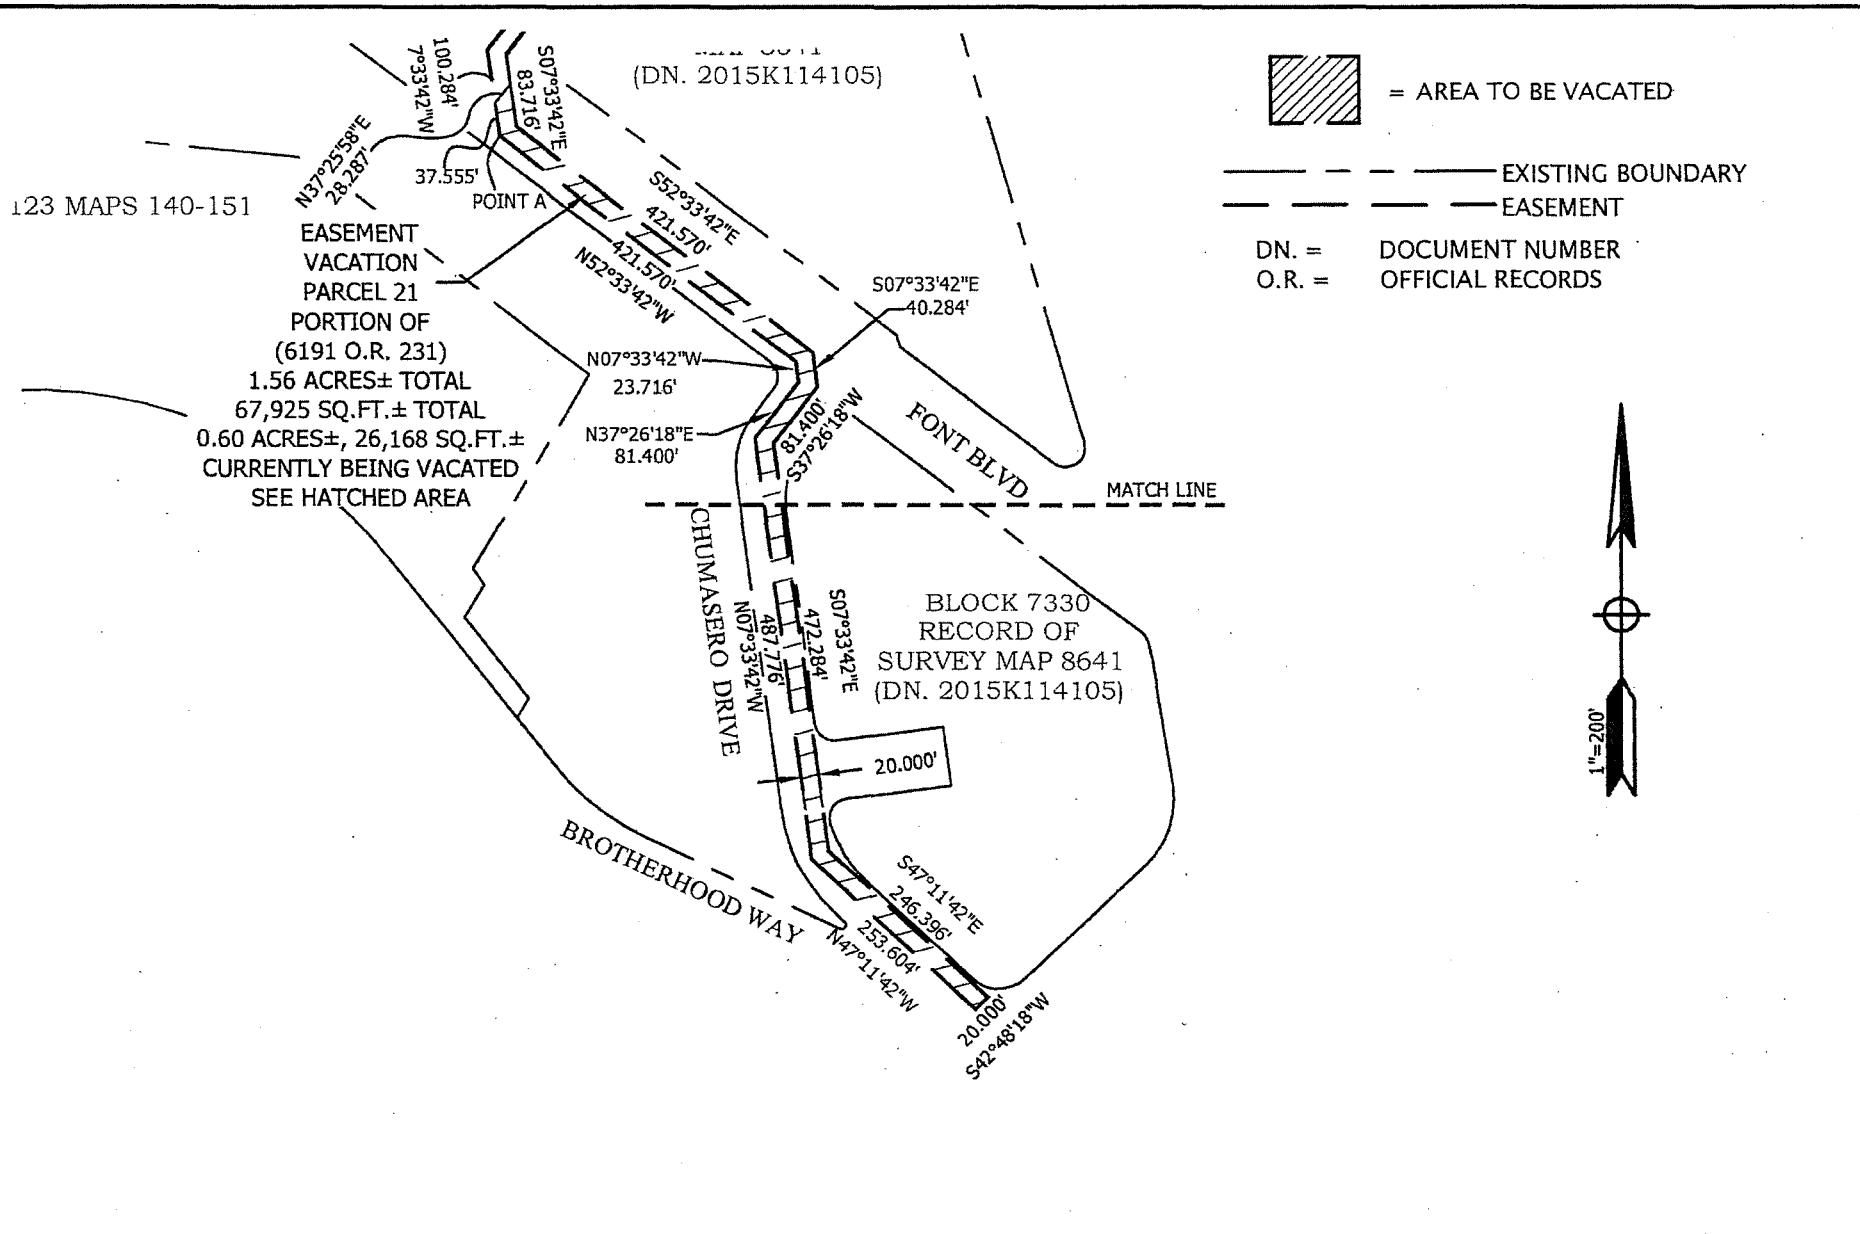 (DN. 2015K114105)
= AREA TO BE VACATED
EXISTING BOUNDARY
EASEMENT
DN. = DOCUMENT NUMBER
O.R. = OFFICIAL RECORDS
100.284'
7°33'42"W
S07°33'42"E
83.716'
N37°25'58"E
28.287'
37.555'
POINT A
123 MAPS 140-151
EASEMENT
VACATION
PARCEL 21
PORTION OF
(6191 O.R. 231)
1.56 ACRES± TOTAL
67,925 SQ.FT.± TOTAL
0.60 ACRES±, 26,168 SQ.FT.±
CURRENTLY BEING VACATED
SEE HATCHED AREA
S52°33'42"E
421.570'
421.570'
N52°33'42"W
S07°33'42"E
40.284'
N07°33'42"W
23.716'
N37°26'18"E
81.400'
81.400'
S37°26'18"W
FONT BLVD
MATCH LINE
CHUMASERO DRIVE
N07°33'42"W
487.776'
472.284'
S07°33'42"E
BLOCK 7330
RECORD OF
SURVEY MAP 8641
(DN. 2015K114105)
20.000'
BROTHERHOOD WAY
S47°11'42"E
246.396'
253.604'
N47°11'42"W
20.000'
S42°48'18"W
1"=200'